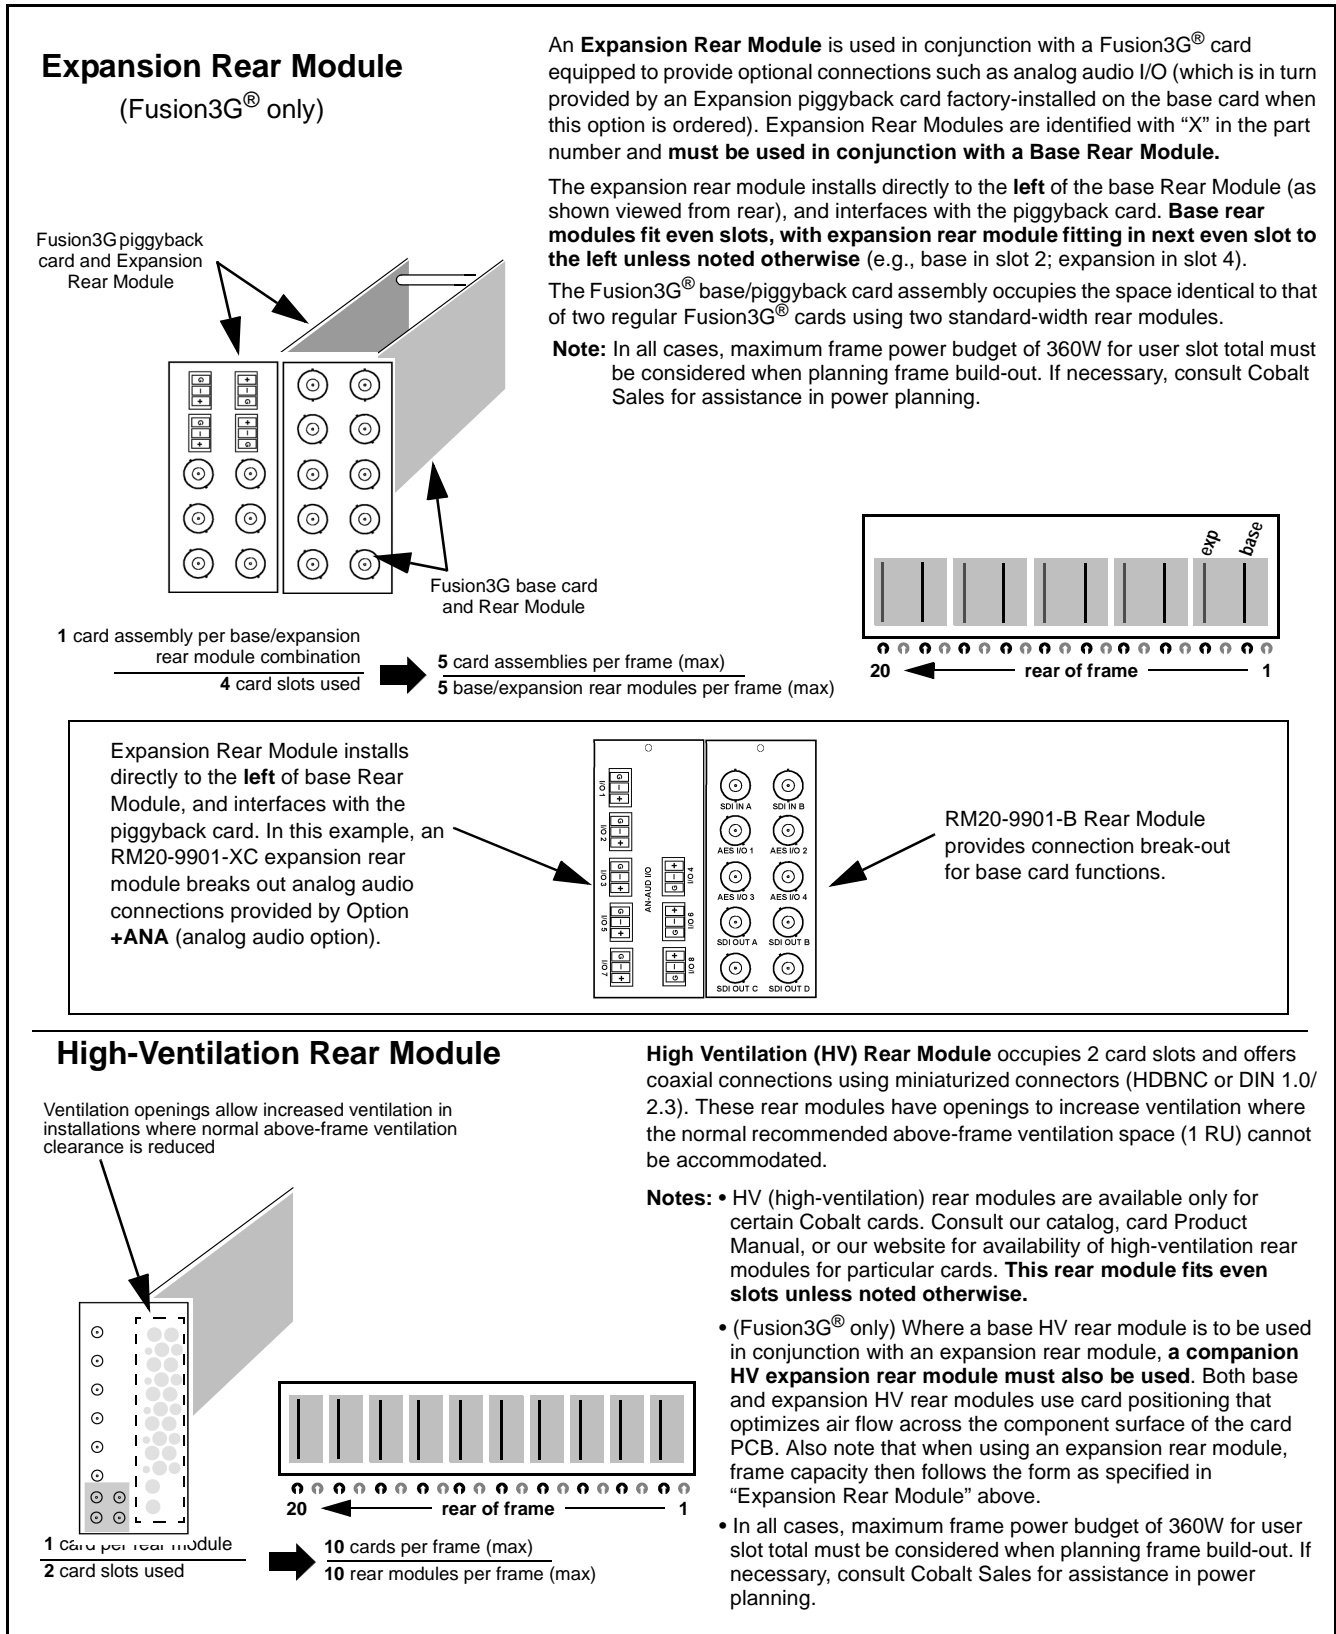 Expansion Rear Module
(Fusion3G® only)
An Expansion Rear Module is used in conjunction with a Fusion3G® card
equipped to provide optional connections such as analog audio I/O (which is in turn
provided by an Expansion piggyback card factory-installed on the base card when
this option is ordered). Expansion Rear Modules are identified with “X” in the part
number and must be used in conjunction with a Base Rear Module.
The expansion rear module installs directly to the left of the base Rear Module (as
shown viewed from rear), and interfaces with the piggyback card. Base rear
modules fit even slots, with expansion rear module fitting in next even slot to
the left unless noted otherwise (e.g., base in slot 2; expansion in slot 4).
The Fusion3G® base/piggyback card assembly occupies the space identical to that
of two regular Fusion3G® cards using two standard-width rear modules.
Note: In all cases, maximum frame power budget of 360W for user slot total must
be considered when planning frame build-out. If necessary, consult Cobalt
Sales for assistance in power planning.
Fusion3G piggyback
card and Expansion
Rear Module
G – +
+ – G
G – +
+ – G
Fusion3G base card
and Rear Module
1 card assembly per base/expansion
rear module combination
4 card slots used
5 card assemblies per frame (max)
5 base/expansion rear modules per frame (max)
exp
base
20
rear of frame
1
Expansion Rear Module installs
directly to the left of base Rear
Module, and interfaces with the
piggyback card. In this example, an
RM20-9901-XC expansion rear
module breaks out analog audio
connections provided by Option
+ANA (analog audio option).
I/O 1
G – +
I/O 2
G – +
I/O 3
G – +
I/O 5
G – +
I/O 7
G – +
AN-AUD I/O
+ – G
I/O 4
+ – G
I/O 6
+ – G
I/O 8
SDI IN A
SDI IN B
AES I/O 1
AES I/O 2
AES I/O 3
AES I/O 4
SDI OUT A
SDI OUT B
SDI OUT C
SDI OUT D
RM20-9901-B Rear Module
provides connection break-out
for base card functions.
High-Ventilation Rear Module
Ventilation openings allow increased ventilation in
installations where normal above-frame ventilation
clearance is reduced
1 card per rear module
2 card slots used
10 cards per frame (max)
10 rear modules per frame (max)
20
rear of frame
1
High Ventilation (HV) Rear Module occupies 2 card slots and offers
coaxial connections using miniaturized connectors (HDBNC or DIN 1.0/
2.3). These rear modules have openings to increase ventilation where
the normal recommended above-frame ventilation space (1 RU) cannot
be accommodated.
Notes: • HV (high-ventilation) rear modules are available only for
certain Cobalt cards. Consult our catalog, card Product
Manual, or our website for availability of high-ventilation rear
modules for particular cards. This rear module fits even
slots unless noted otherwise.
• (Fusion3G® only) Where a base HV rear module is to be used
in conjunction with an expansion rear module, a companion
HV expansion rear module must also be used. Both base
and expansion HV rear modules use card positioning that
optimizes air flow across the component surface of the card
PCB. Also note that when using an expansion rear module,
frame capacity then follows the form as specified in
“Expansion Rear Module” above.
• In all cases, maximum frame power budget of 360W for user
slot total must be considered when planning frame build-out. If
necessary, consult Cobalt Sales for assistance in power
planning.